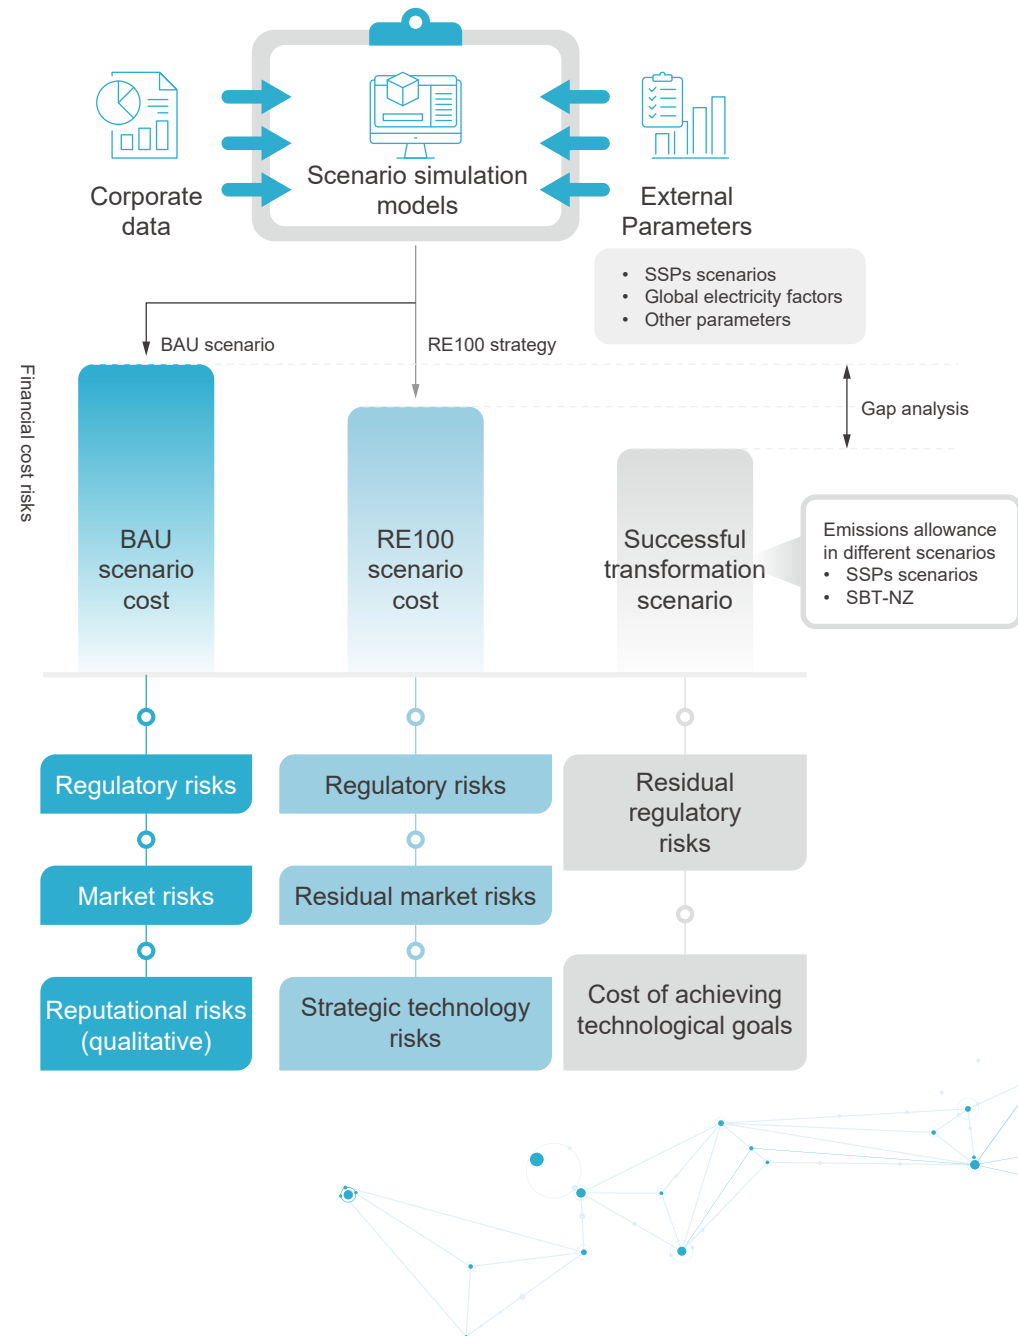 Corporate
data
Scenario simulation
models
External
Parameters
• SSPs scenarios
• Global electricity factors
• Other parameters
BAU scenario
RE100 strategy
Financial cost risks
Gap analysis
BAU
scenario
cost
RE100
scenario
cost
Successful
transformation
scenario
Emissions allowance
in different scenarios
• SSPs scenarios
• SBT-NZ
Regulatory risks
Market risks
Reputational risks
(qualitative)
Regulatory risks
Residual market risks
Strategic technology
risks
Residual
regulatory
risks
Cost of achieving
technological goals